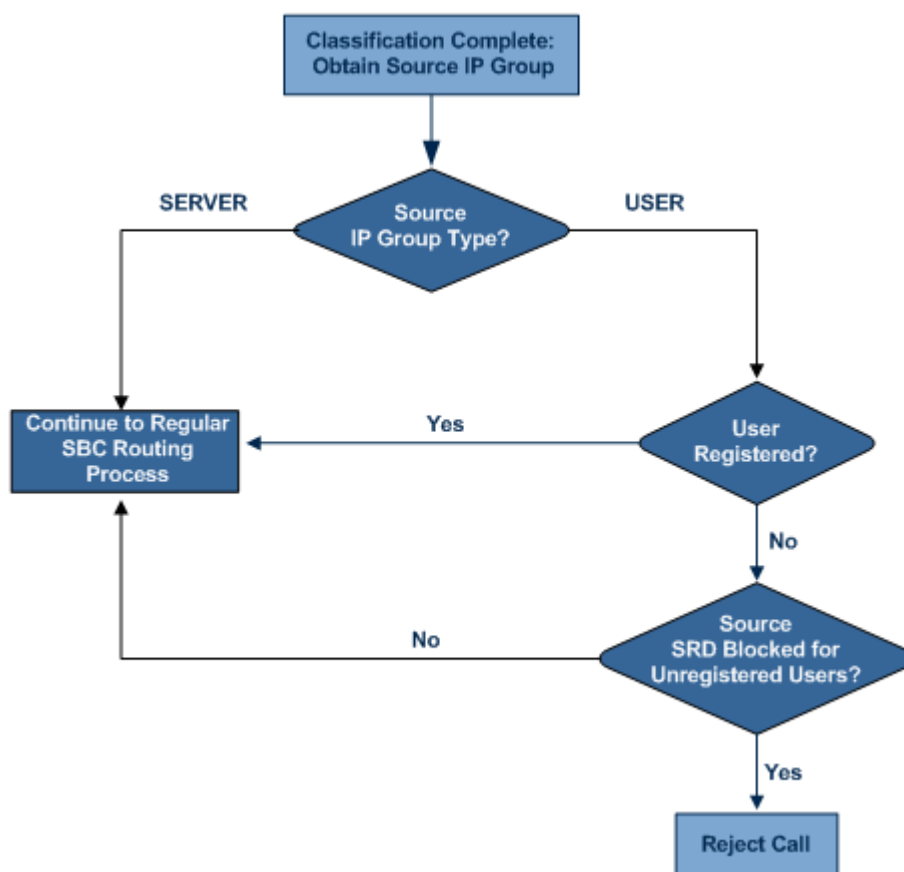 Classification Complete:
Obtain Source IP Group
SERVER
USER
Source
IP Group Type?
Continue to Regular
SBC Routing
Process
Yes
User
Registered?
No
Source
SRD Blocked for
Unregistered Users?
No
Yes
Reject Call